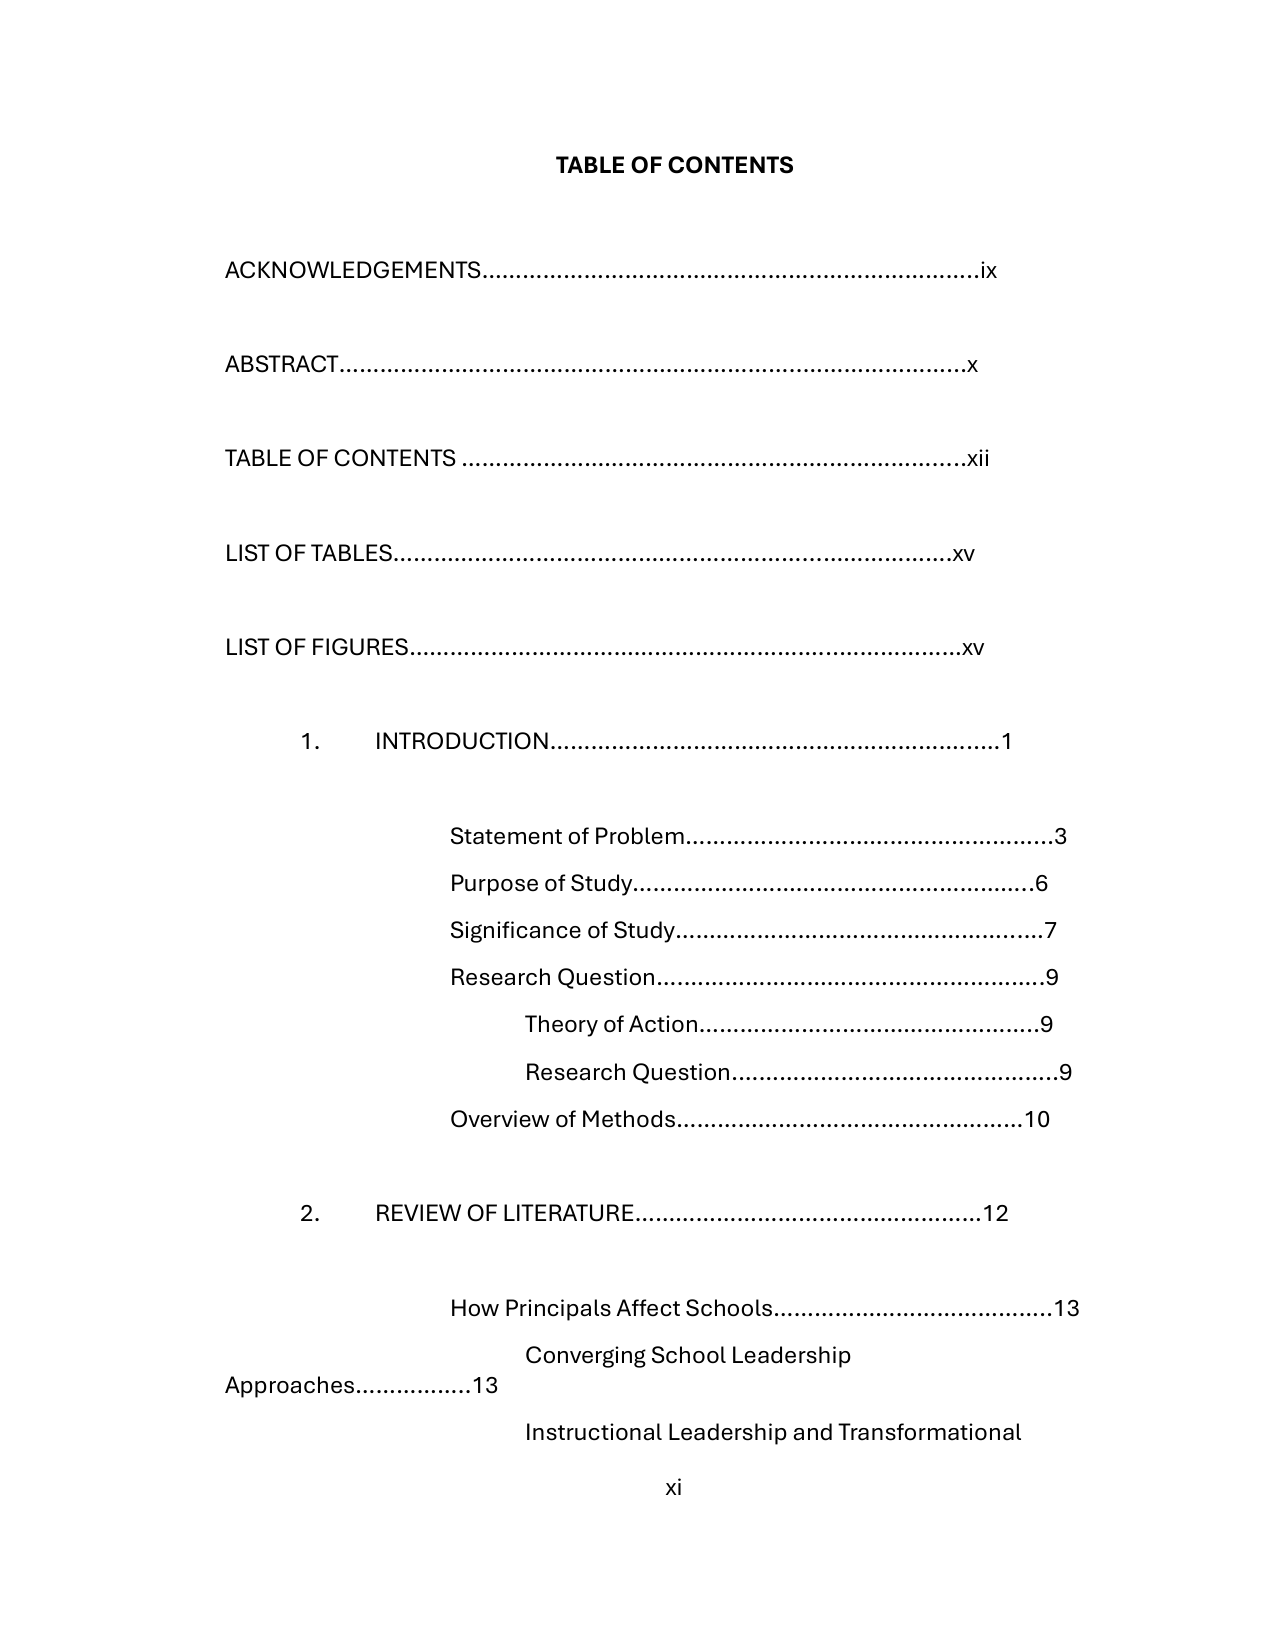 TABLE OF CONTENTS
ACKNOWLEDGEMENTS……………………………………………………………….ix
ABSTRACT………………………………………………………………………………..x
TABLE OF CONTENTS ………………………………………………………………..xii
LIST OF TABLES……………………………………………………………………….xv
LIST OF FIGURES……………………………………………………………………..xv
1. INTRODUCTION………………………………………………………..1
Statement of Problem………………………………………………3
Purpose of Study…………………………………………………..6
Significance of Study……………………………………………...7
Research Question…………………………………………………9
Theory of Action…………………………………………..9
Research Question…………………………………………9
Overview of Methods……………………………………………10
2. REVIEW OF LITERATURE……………………………………………12
How Principals Affect Schools…………………………………..13
Converging School Leadership
Approaches……………..13
Instructional Leadership and Transformational
xi